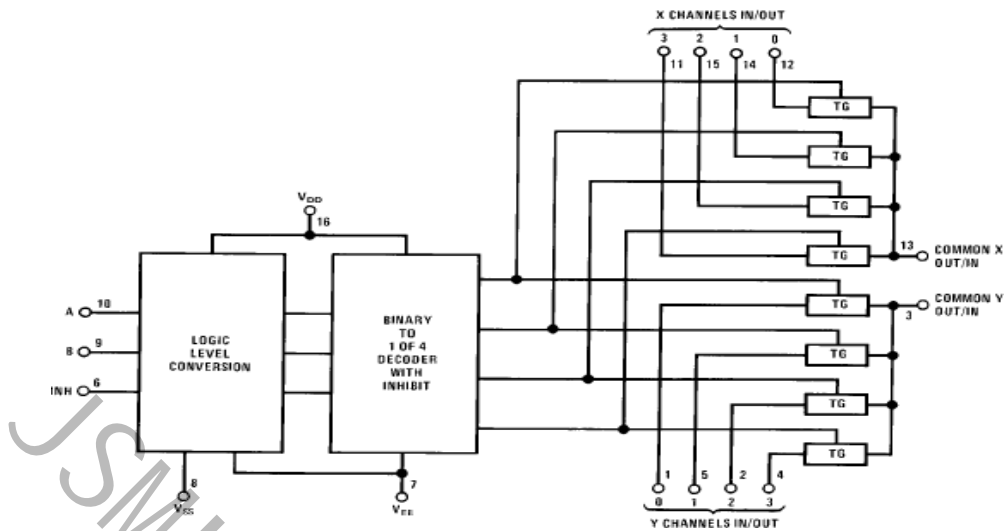 X CHANNELS IN/OUT
3 2 1 0
11 15 14 12
TG
TG
TG
TG
13 COMMON X
OUT/IN
VDD
16
A 10
B 9
INH 6
LOGIC
LEVEL
CONVERSION
BINARY
TO
1 OF 4
DECODER
WITH
INHIBIT
8
VSS
7
VEE
TG
COMMON Y
3 OUT/IN
TG
TG
TG
1 5 2 4
0 1 2 3
Y CHANNELS IN/OUT